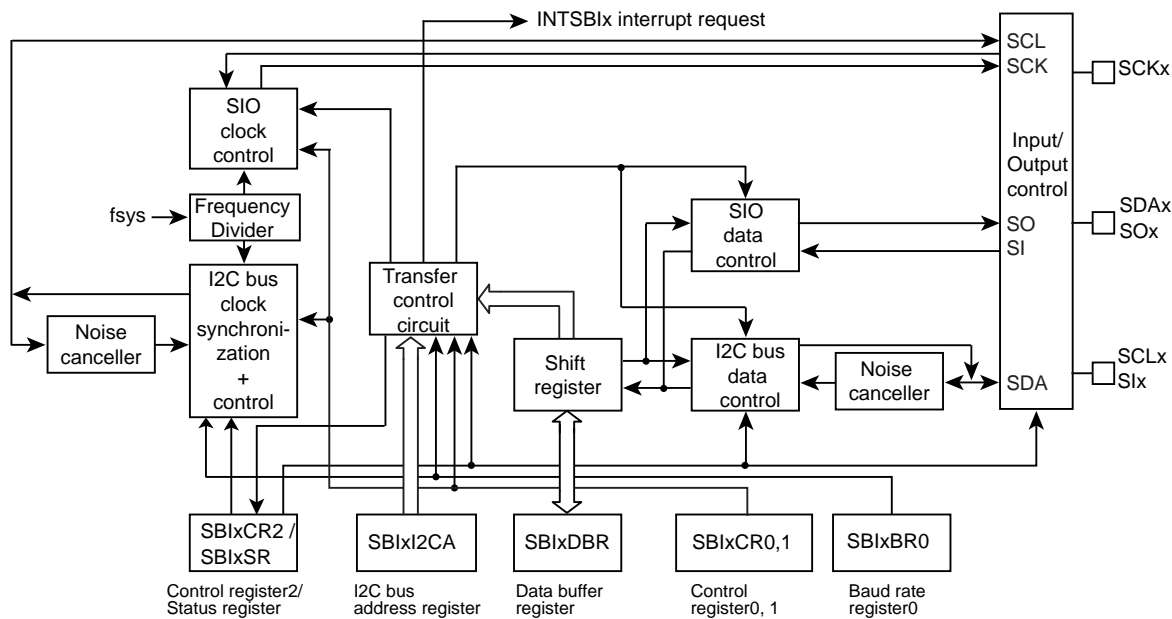 INTSBIx interrupt request
SCL
SCK
SCKx
SIO
clock
control
Input/
Output
control
fsys
Frequency
Divider
SIO
data
control
SO
SI
SDAx
SOx
I2C bus
clock
synchroni-
zation
+
control
Noise
canceller
Transfer
control
circuit
Shift
register
I2C bus
data
control
Noise
canceller
SDA
SCLx
SIx
SBIxCR2 /
SBIxSR
SBIxI2CA
SBIxDBR
SBIxCR0,1
SBIxBR0
Control register2/
Status register
I2C bus
address register
Data buffer
register
Control
register0, 1
Baud rate
register0